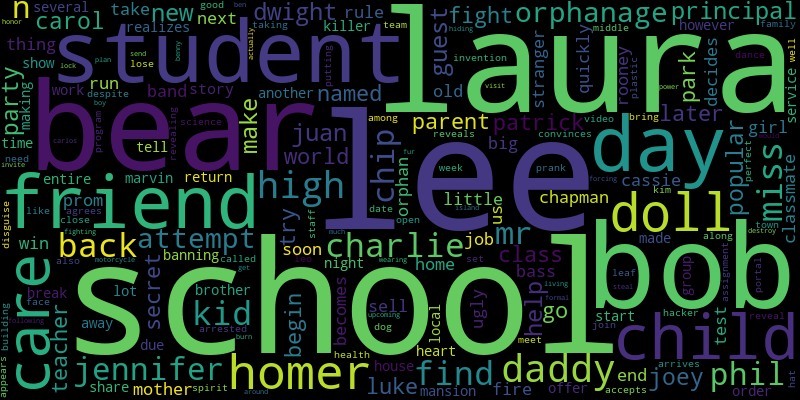 n several take new next dwight rule guest fight orphanage principal
honor carol realizes killer good stranger hiding middle family
thing student laura however team
show lock invention quickly rooney plastic park decides well
party run despite work band story named old service
making bear among video dance
time boy program revealing science another putting chip parent patrick later girl
need tell make juan world reveals convinces bring popular
invite entire marvin return fur big prank cassie perfect classmate
friend prom high lee day miss
disguise like agrees close win orphan week little chapman kim forcing
also fighting try date open use doll
back attempt staff much job mr made town along destroy
motorcycle banning soon charlie class island
break called night home wearing set bass leaf group assignment portal
care lot secret brother school bob
face away kid becomes sell ugly help go hacker test reveal
building teacher due arrested dog local living steal start join
following begin get burn upcoming formal child
jennifer health house heart meet send
appears share mother spirit homer luke mansion find fire daddy offer end joey phil order hat
around accepts arrives visit power
carlos benny plan actually taking ben